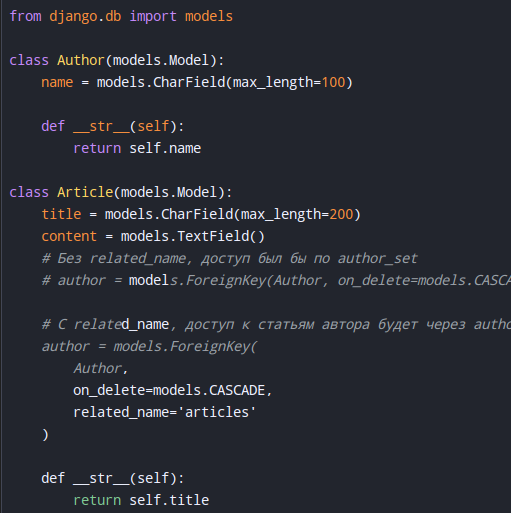 from django.db import models
class Author(models.Model):
name = models.CharField(max_length=100)
def __str__(self):
return self.name
class Article(models.Model):
title = models.CharField(max_length=200)
content = models.TextField()
# Без related_name, доступ был бы по author_set
# author = models.ForeignKey(Author, on_delete=models.CASCA
# С related_name, доступ к статьям автора будет через autho
author = models.ForeignKey(
Author,
on_delete=models.CASCADE,
related_name='articles'
)
def __str__(self):
return self.title